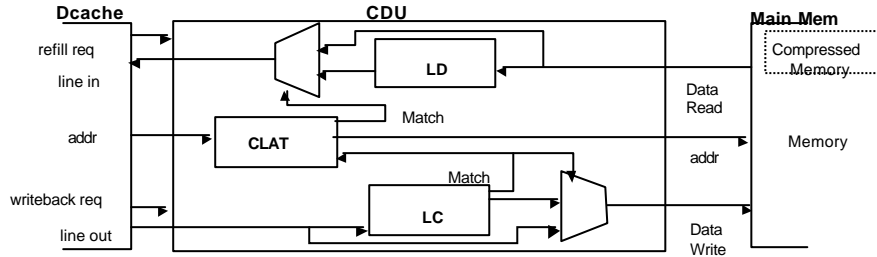 Dcache
CDU
Main Mem
refill req
line in
LD
Compressed
Memory
Data
Read
Match
addr
CLAT
addr
Memory
Match
writeback req
LC
line out
Data
Write